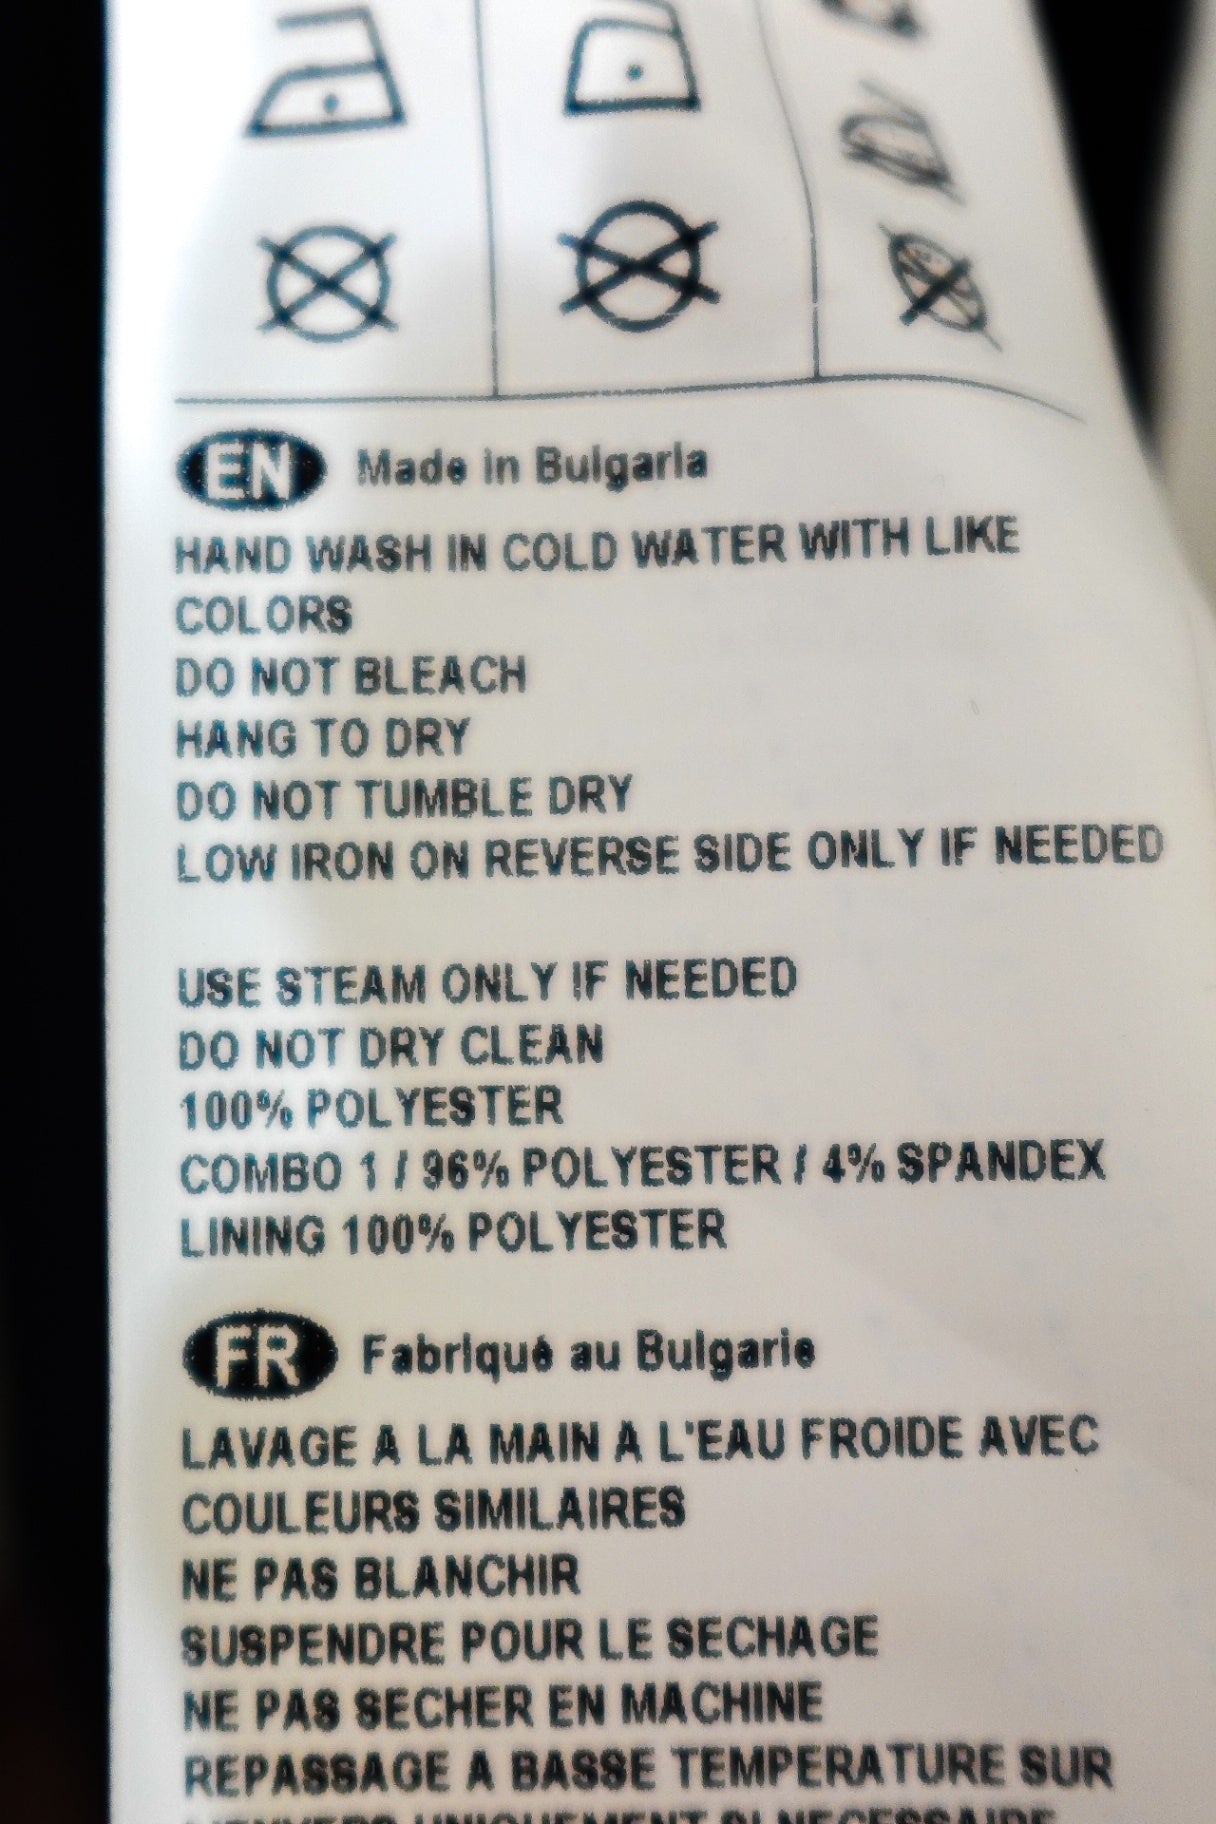 EN Made in Bulgaria
HAND WASH IN COLD WATER WITH LIKE
COLORS
DO NOT BLEACH
HANG TO DRY
DO NOT TUMBLE DRY
LOW IRON ON REVERSE SIDE ONLY IF NEEDED
USE STEAM ONLY IF NEEDED
DO NOT DRY CLEAN
100% POLYESTER
COMBO 1 / 96% POLYESTER / 4% SPANDEX
LINING 100% POLYESTER
FR Fabriqué au Bulgarie
LAVAGE A LA MAIN A L'EAU FROIDE AVEC
COULEURS SIMILAIRES
NE PAS BLANCHIR
SUSPENDRE POUR LE SECHAGE
NE PAS SECHER EN MACHINE
REPASSAGE A BASSE TEMPERATURE SUR
L'ENVERS UNIQUEMENT SI NECESSAIRE